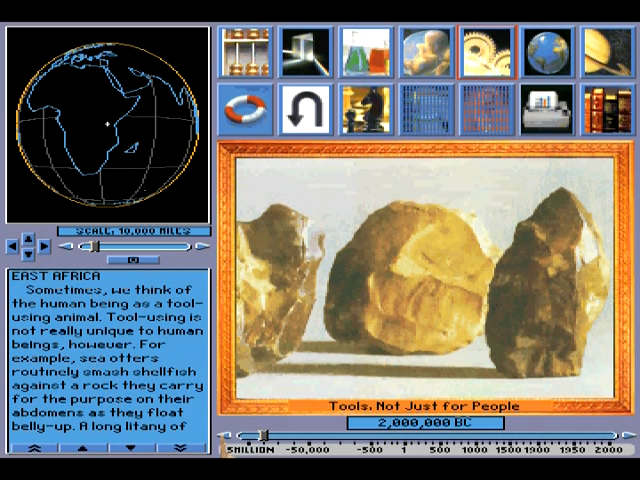 SCALE: 10,000 MILES
EAST AFRICA
Sometimes, we think of
the human being as a tool-
using animal. Tool-using is
not really unique to human
beings, however. For
example, sea otters
routinely smash shellfish
against a rock they carry
for the purpose on their
abdomens as they float
belly-up. A long litany of
Tools. Not Just for People
2,000,000 BC
5MILLION -50,000 -500 1 500 1000 1500 1900 1950 2000